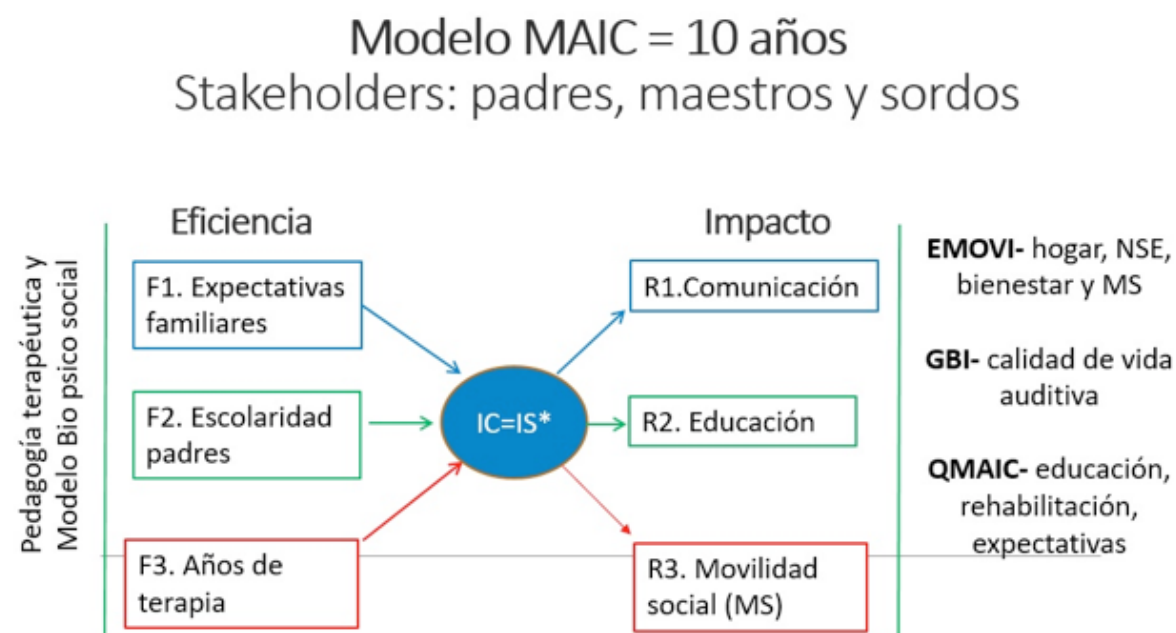 Modelo MAIC = 10 años
Stakeholders: padres, maestros y sordos
Pedagogía terapéutica y
Modelo Bio psico social
Eficiencia
F1. Expectativas
familiares
F2. Escolaridad
padres
F3. Años de
terapia
IC=IS*
Impacto
R1.Comunicación
R2. Educación
R3. Movilidad
social (MS)
EMOVI- hogar, NSE,
bienestar y MS
GBI- calidad de vida
auditiva
QMAIC- educación,
rehabilitación,
expectativas